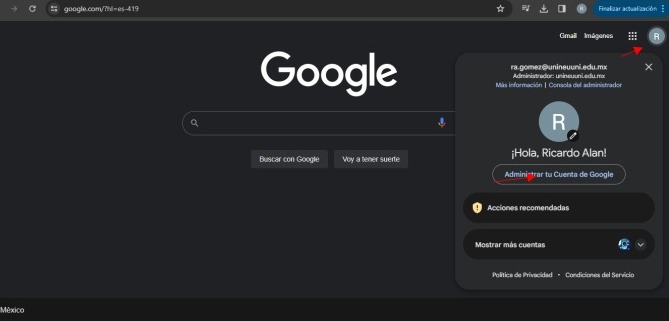 google.com/?hl=es-419
R
Finalizar actualización
Gmail
Imágenes
R
Google
Buscar con Google
Voy a tener suerte
ra.gomez@unineuuni.edu.mx
Administrador: unineuuni.edu.mx
Más información | Consola del administrador
R
¡Hola, Ricardo Alan!
Administrar tu Cuenta de Google
Acciones recomendadas
Mostrar más cuentas
Política de Privacidad • Condiciones del Servicio
México